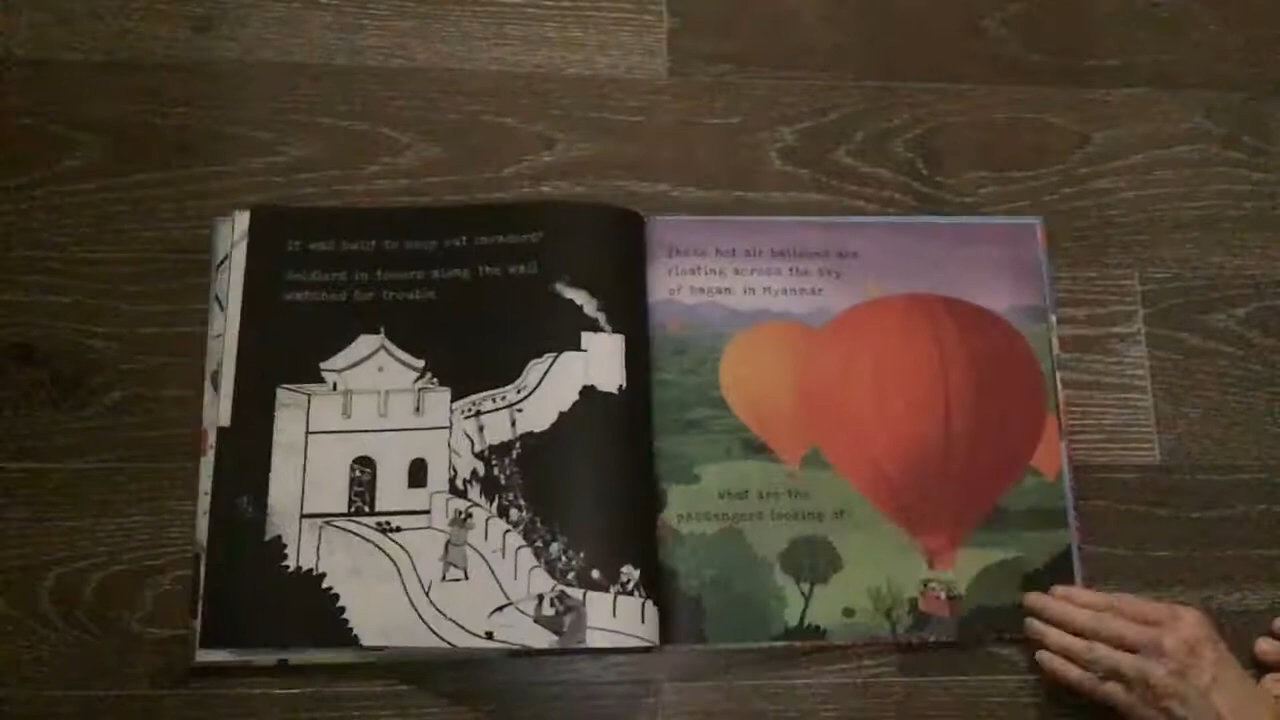 It was built to keep out invaders!
Soldiers in towers along the wall
watched for trouble.
These hot air balloons are
floating across the sky
of Bagan, in Myanmar.
What are the
passengers looking at?